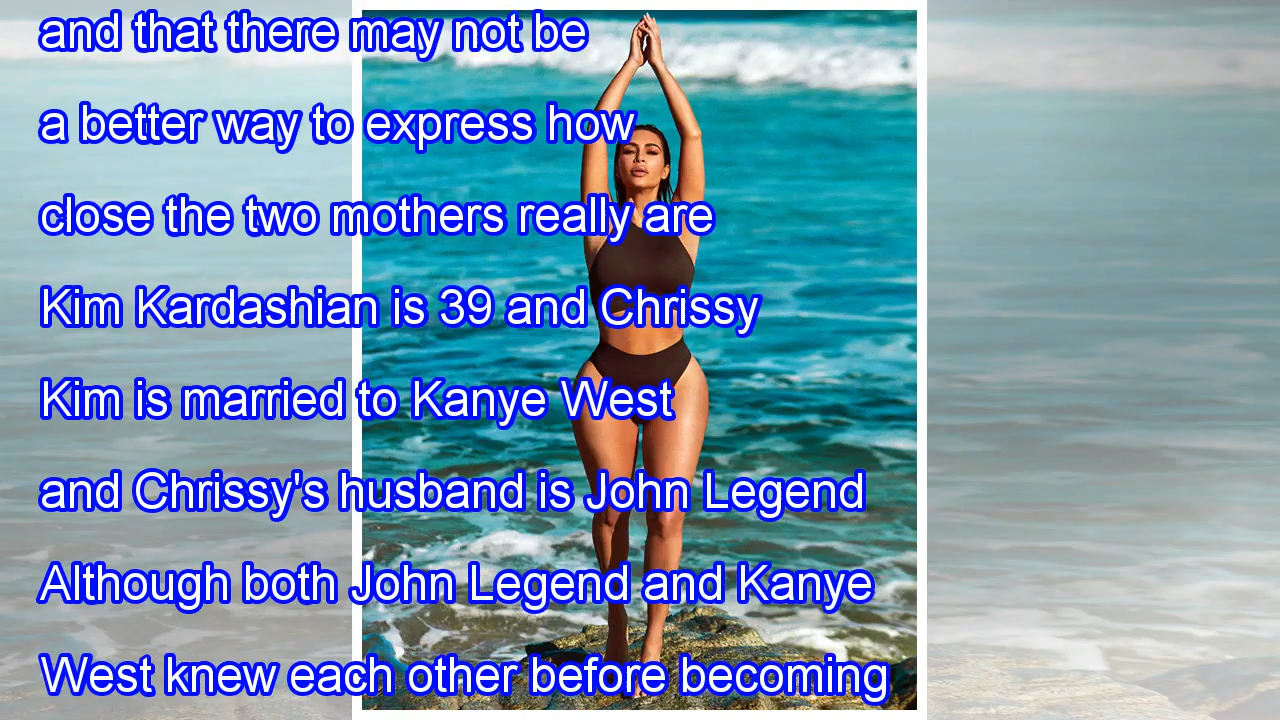 and that there may not be
a better way to express how
close the two mothers really are
Kim Kardashian is 39 and Chrissy
Kim is married to Kanye West
and Chrissy's husband is John Legend
Although both John Legend and Kanye
West knew each other before becoming